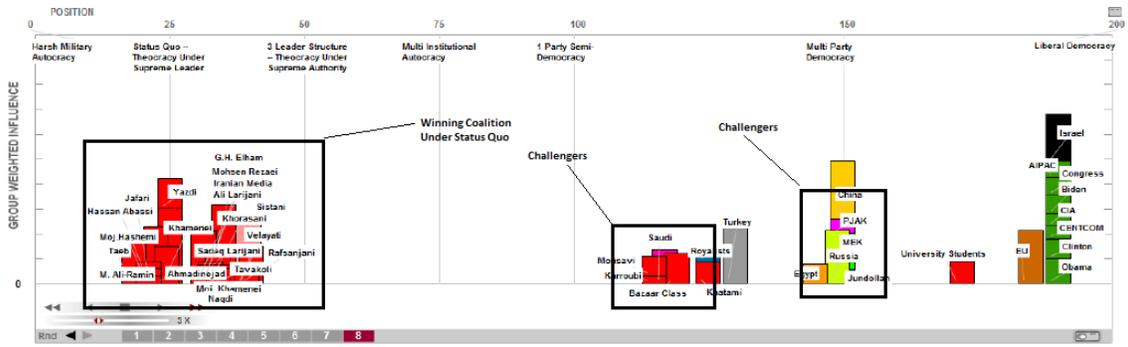 POSITION
0
25
50
75
100
150
200
Harsh Military
Autocracy
Status Quo –
Theocracy Under
Supreme Leader
3 Leader Structure
– Theocracy Under
Supreme Authority
Multi Institutional
Autocracy
1 Party Semi-
Democracy
Multi Party
Democracy
Liberal Democracy
GROUP WEIGHTED INFLUENCE
0
Winning Coalition
Under Status Quo
Challengers
Challengers
G.H. Elham
Mohsen Rezaei
Iranian Media
Ali Larijani
Jafari
Yazdi
Sistani
Hassan Abassi
Khorasani
Khamenei
Velayati
Moj.Hashemi
Taeb
Sadeq Larijani
Rafsanjani
M. Ali-Ramin
Ahmadinejad
Tavakoli
Moj. Khamenei
Naqdi
Saudi
Mousavi
Royalists
Karroubi
Bazaar Class
Khatami
Turkey
China
PJAK
MEK
Russia
Egypt
Jundollah
University Students
EU
Israel
AIPAC
Congress
Biden
CIA
CENTCOM
Clinton
Obama
3 X
Rnd
1 2 3 4 5 6 7 8